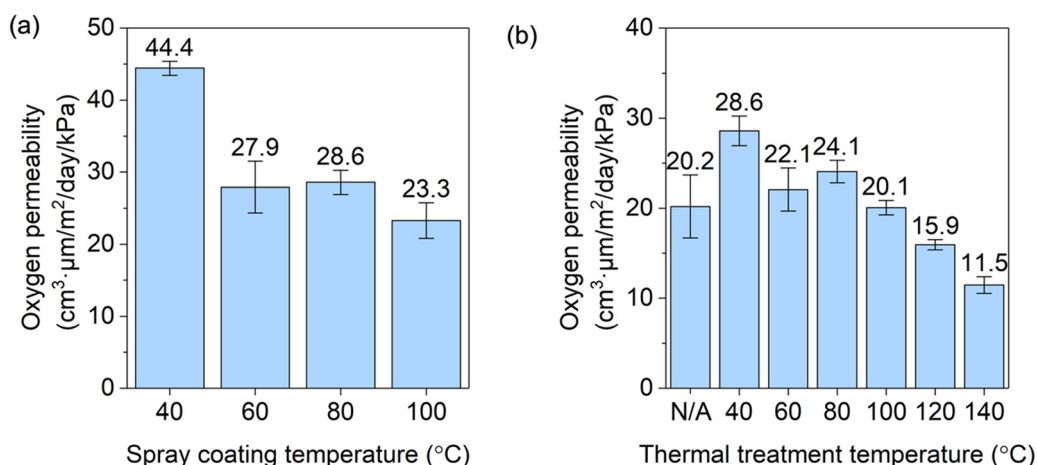 (a)
Oxygen permeability
(cm³·μm/m²/day/kPa)
50
40
30
20
10
0
44.4
27.9
28.6
23.3
40 60 80 100
Spray coating temperature (°C)
(b)
Oxygen permeability
(cm³·μm/m²/day/kPa)
40
30
20
10
0
20.2
28.6
22.1
24.1
20.1
15.9
11.5
N/A 40 60 80 100 120 140
Thermal treatment temperature (°C)